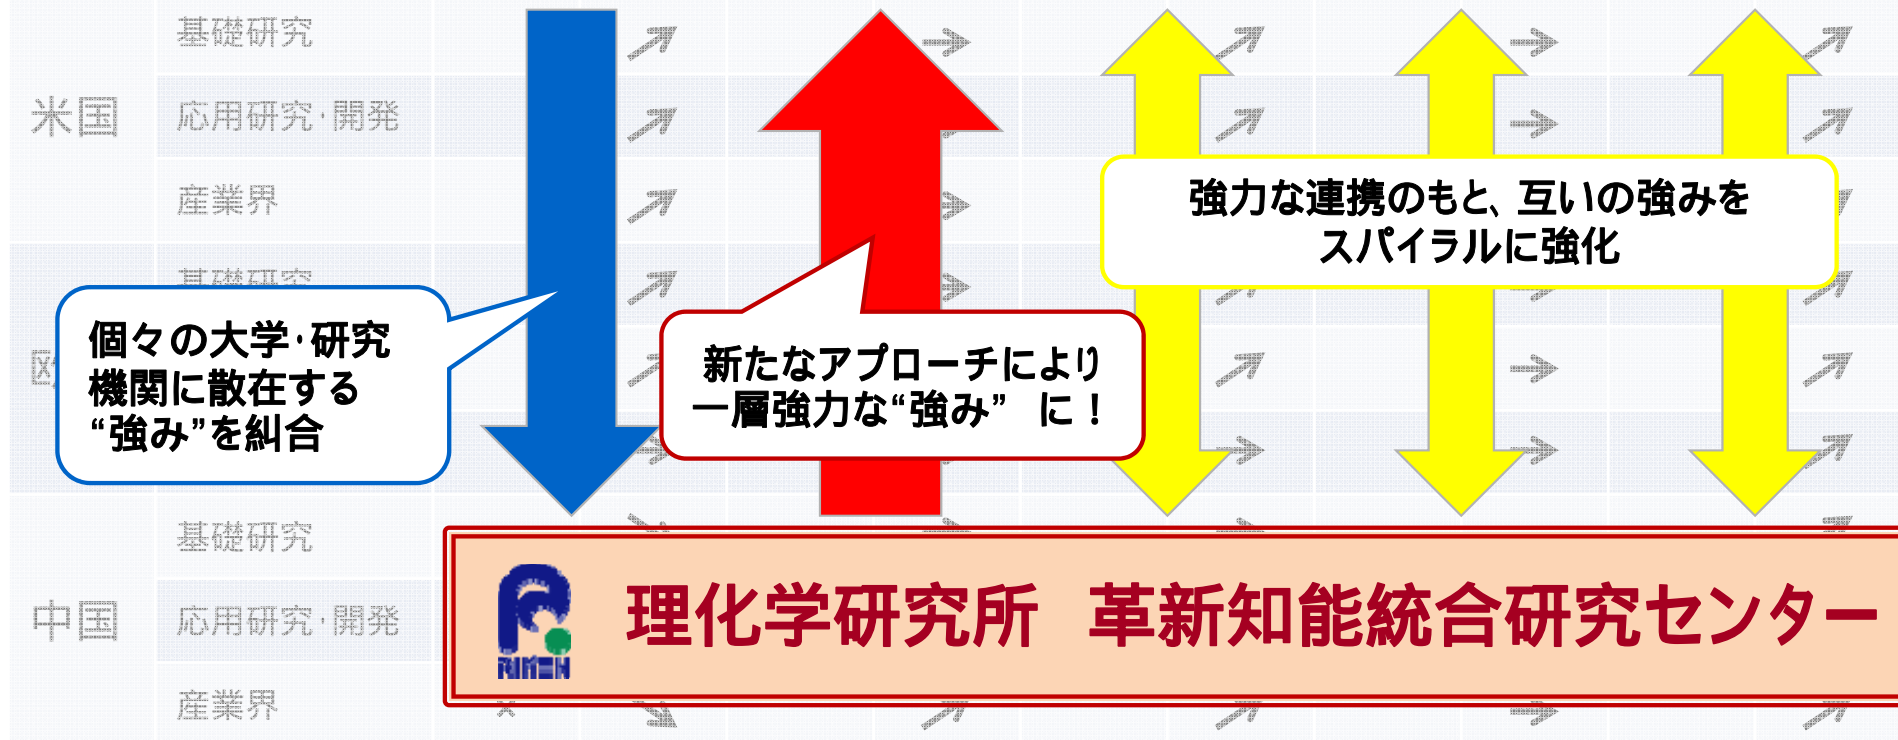 基礎研究
米国
応用研究・開発
産業界
強力な連携のもと、互いの強みを
スパイラルに強化
基礎研究
個々の大学・研究
機関に散在する
“強み”を糾合
新たなアプローチにより
一層強力な“強み”　に！
基礎研究
中国
応用研究・開発
産業界
理化学研究所　革新知能統合研究センター
RIKEN